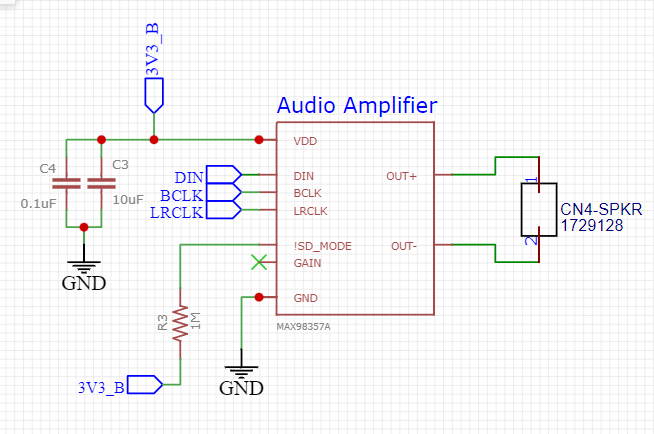 3V3_B
Audio Amplifier
C4
C3
0.1uF
10uF
GND
DIN
BCLK
LRCLK
VDD
DIN
BCLK
LRCLK
!SD_MODE
GAIN
GND
OUT+
OUT-
MAX98357A
1
2
CN4-SPKR
1729128
R3
1M
3V3_B
GND